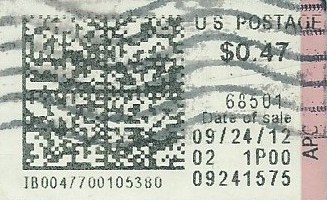 US POSTAGE
$0.47
68501
Date of sale
09/24/12
02 1P00
09241575
IB0047700105380
APC